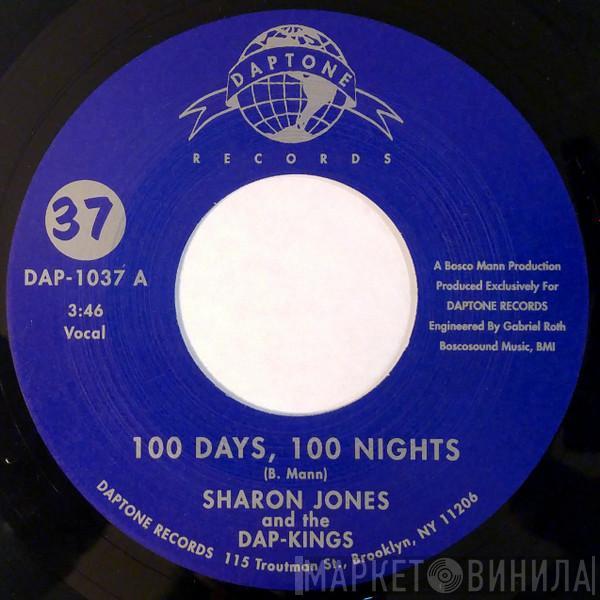 DAPTONE
RECORDS
37
DAP-1037 A
3:46
Vocal
A Bosco Mann Production
Produced Exclusively For
DAPTONE RECORDS
Engineered By Gabriel Roth
Boscosound Music, BMI
100 DAYS, 100 NIGHTS
(B. Mann)
SHARON JONES
and the
DAP-KINGS
DAPTONE RECORDS 115 Troutman St., Brooklyn, NY 11206
МАРКЕТ ВИНИЛА